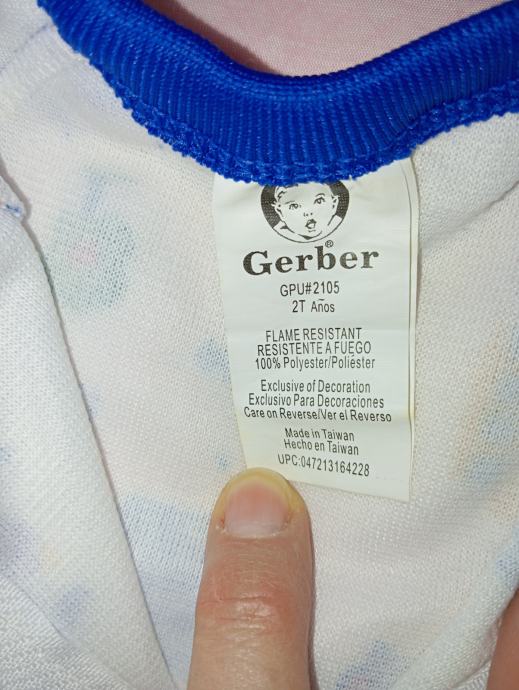 Gerber®
GPU#2105
2T Años
FLAME RESISTANT
RESISTENTE A FUEGO
100% Polyester/Poliéster
Exclusive of Decoration
Exclusivo Para Decoraciones
Care on Reverse/Ver el Reverso
Made in Taiwan
Hecho en Taiwan
UPC:047213164228